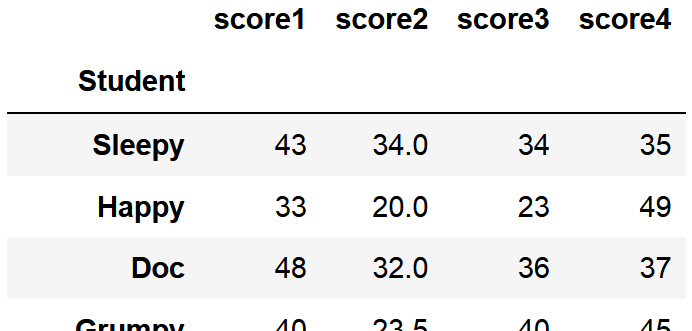 score1 score2 score3 score4
Student
Sleepy 43 34.0 34 35
Happy 33 20.0 23 49
Doc 48 32.0 36 37
Grumpy 40 23.5 40 45